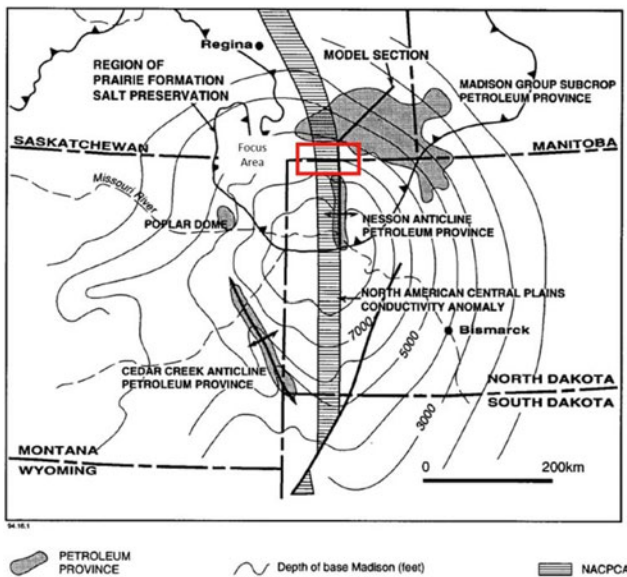 Regina
MODEL SECTION
REGION OF
PRAIRIE FORMATION
SALT PRESERVATION
MADISON GROUP SUBCROP
PETROLEUM PROVINCE
SASKATCHEWAN
Focus
Area
MANITOBA
Missouri River
POPLAR DOME
NESSON ANTICLINE
PETROLEUM PROVINCE
NORTH AMERICAN CENTRAL PLAINS
CONDUCTIVITY ANOMALY
7000
5000
Bismarck
CEDAR CREEK ANTICLINE
PETROLEUM PROVINCE
3000
NORTH DAKOTA
SOUTH DAKOTA
MONTANA
WYOMING
0 200km
94.16.1
PETROLEUM
PROVINCE
Depth of base Madison (feet)
NACPCA